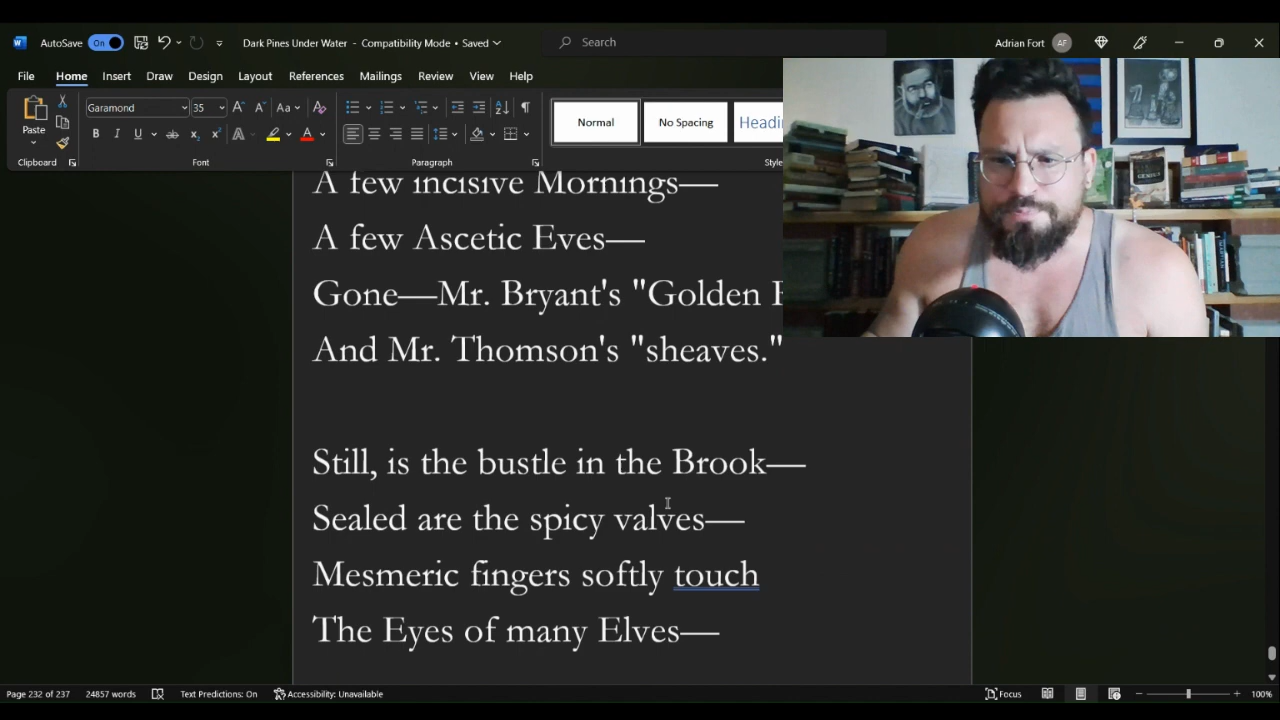 AutoSave On Dark Pines Under Water - Compatibility Mode • Saved Search Adrian Fort AF
File Home Insert Draw Design Layout References Mailings Review View Help
Paste Garamond 35 Aa Normal No Spacing Headi
Clipboard Font Paragraph Style
A few incisive Mornings—
A few Ascetic Eves—
Gone—Mr. Bryant's "Golden
And Mr. Thomson's "sheaves."
Still, is the bustle in the Brook—
Sealed are the spicy valves—
Mesmeric fingers softly touch
The Eyes of many Elves—
Page 232 of 237 24857 words Text Predictions: On Accessibility: Unavailable Focus 100%